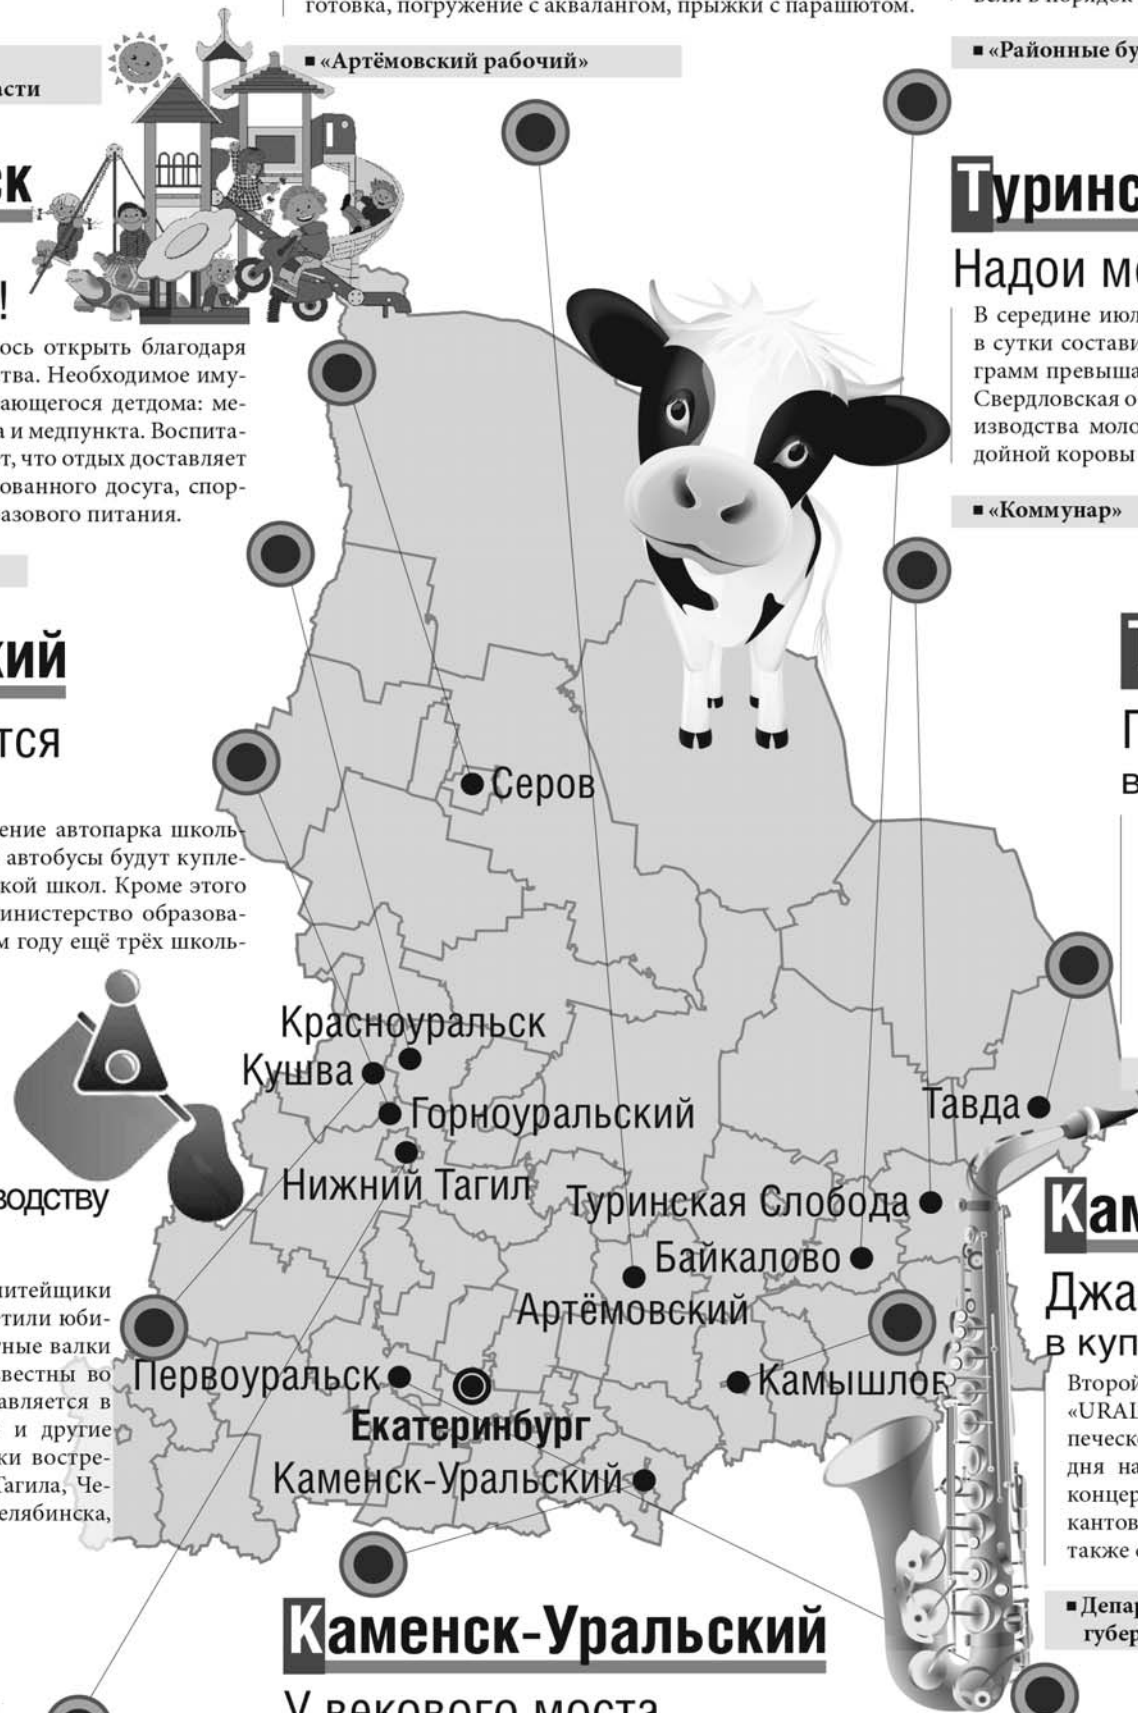 готовка, погружение с аквалангом, прыжки с парашютом.
▪ «Артёмовский рабочий»
▪ «Районные бу
асти
ск
!
ось открыть благодаря
тва. Необходимое иму-
ающегося детдома: ме-
а и медпункта. Воспита-
т, что отдых доставляет
ованного досуга, спор-
азового питания.
Туринс
Надои мо
В середине июл
в сутки состави
грамм превыша
Свердловская о
изводства моло
дойной коровы
▪ «Коммунар»
кий
тся
ение автопарка школь-
автобусы будут купле-
кой школ. Кроме этого
инистерство образова-
м году ещё трёх школь-
Т
П
в
Серов
Красноуральск
Кушва
Горноуральский
Нижний Тагил
Тавда
Туринская Слобода
Байкалово
Артёмовский
Первоуральск
Камышлов
Екатеринбург
Каменск-Уральский
водству
литейщики
тили юби-
тные валки
звестны во
авляется в
и другие
ки востре-
Тагила, Че-
елябинска,
Кам
Джа
в куп
Второй
«URAL
печеск
дня на
концер
кантов
также
▪ Депар
губер
Каменск-Уральский
У векового моста